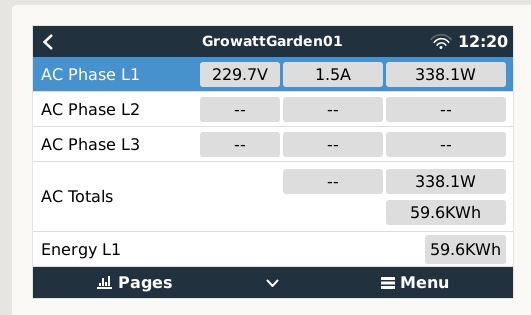 GrowattGarden01 12:20
AC Phase L1 229.7V 1.5A 338.1W
AC Phase L2 -- -- --
AC Phase L3 -- -- --
AC Totals -- 338.1W
59.6KWh
Energy L1 59.6KWh
Pages Menu